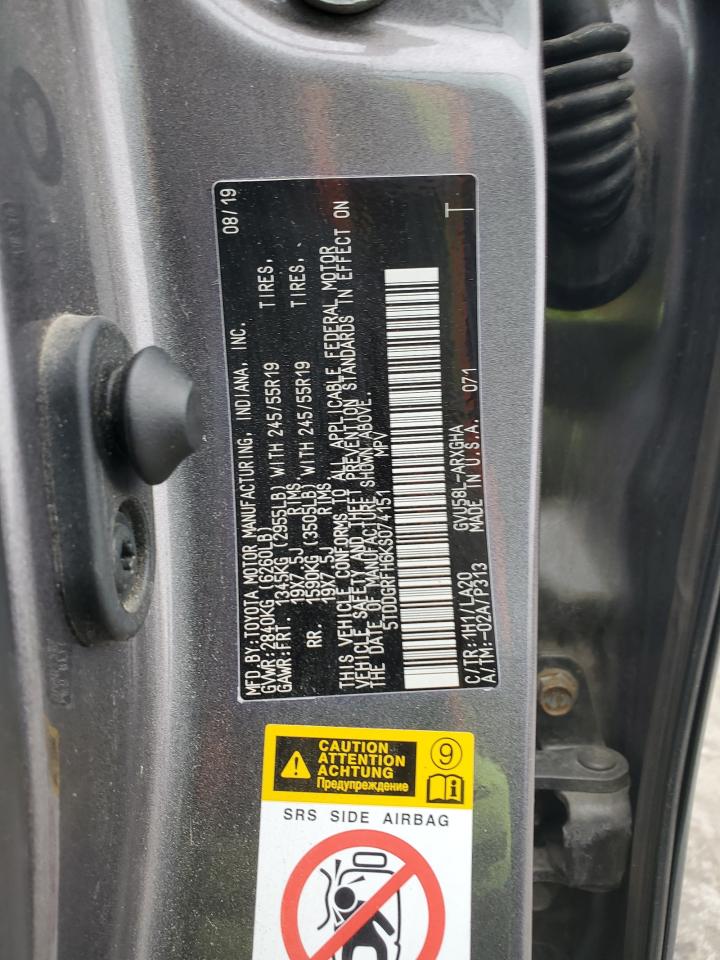 MFD.BY:TOYOTA MOTOR MANUFACTURING, INDIANA, INC. 08/19
GVWR:2840KG (6260LB)
GAWR:FRT. 1345KG (2955LB) WITH 245/55R19 TIRES,
19X7.5J RIMS,
RR. 1590KG (3505LB) WITH 245/55R19 TIRES,
19X7.5J RIMS
THIS VEHICLE CONFORMS TO ALL APPLICABLE FEDERAL MOTOR
VEHICLE SAFETY AND THEFT PREVENTION STANDARDS IN EFFECT ON
THE DATE OF MANUFACTURE SHOWN ABOVE.
5TDDGRFH6KS074151 MPV
C/TR:1H1/LA20 GVU58L-ARXGHA
A/TM:-02A/P313 MADE IN U.S.A. 071 T
CAUTION
ATTENTION
ACHTUNG
Предупреждение
9
SRS SIDE AIRBAG